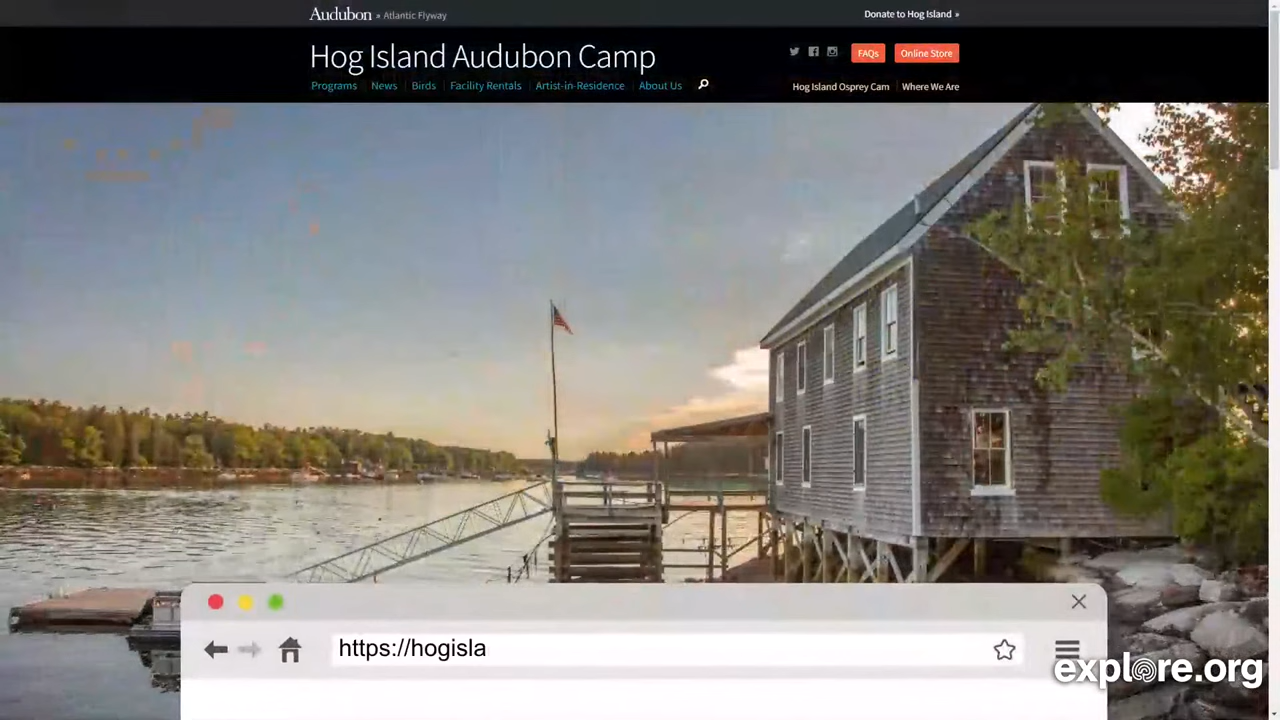 Audubon » Atlantic Flyway
Donate to Hog Island »
Hog Island Audubon Camp
FAQs
Online Store
Programs
News
Birds
Facility Rentals
Artist-in-Residence
About Us
Hog Island Osprey Cam
Where We Are
https://hogisla
explore.org